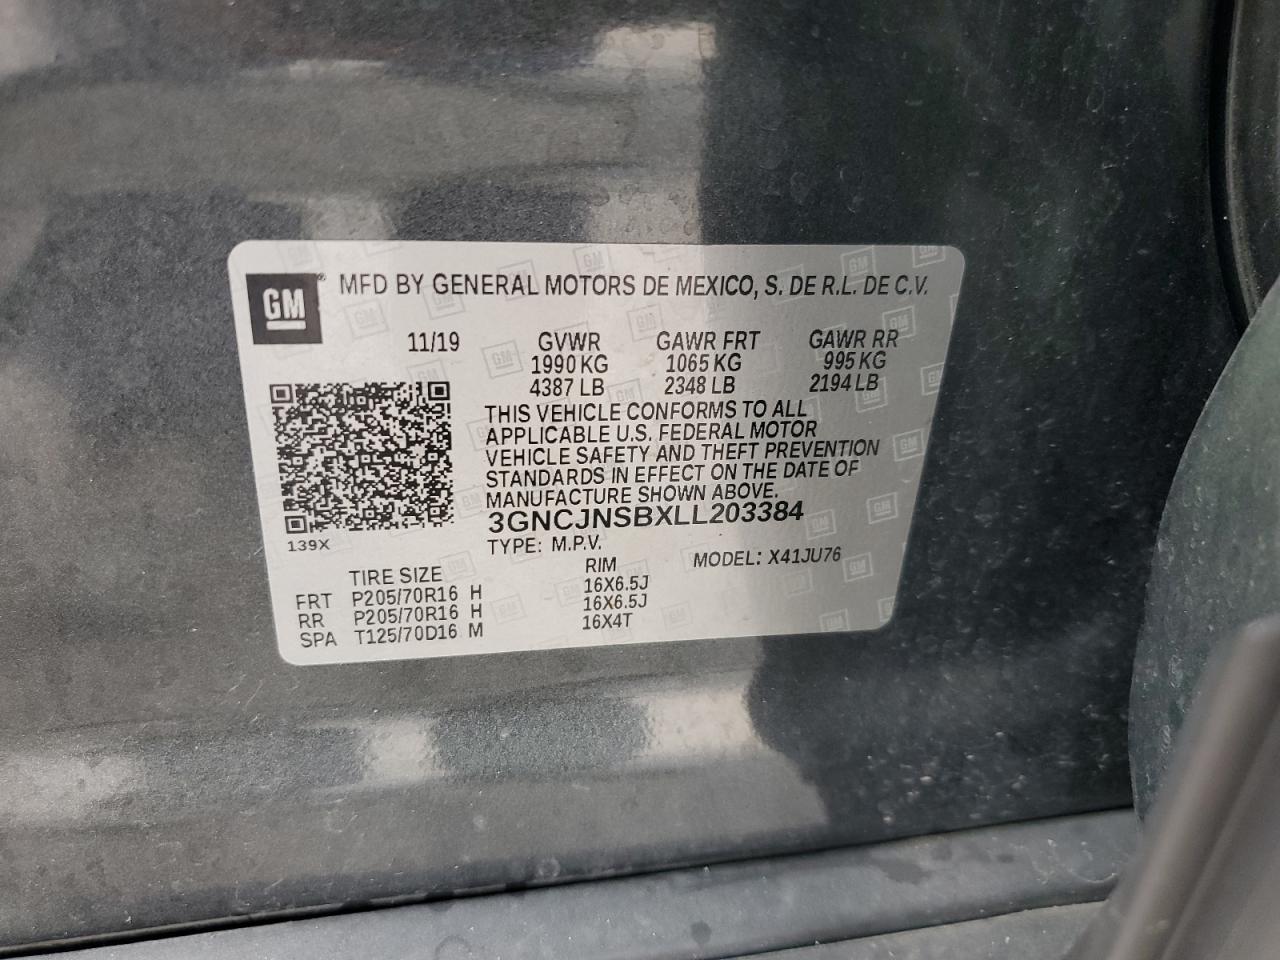 GM ® MFD BY GENERAL MOTORS DE MEXICO, S. DE R.L. DE C.V.
11/19 GVWR GAWR FRT GAWR RR
1990 KG 1065 KG 995 KG
4387 LB 2348 LB 2194 LB
THIS VEHICLE CONFORMS TO ALL
APPLICABLE U.S. FEDERAL MOTOR
VEHICLE SAFETY AND THEFT PREVENTION
STANDARDS IN EFFECT ON THE DATE OF
MANUFACTURE SHOWN ABOVE.
3GNCJNSBXLL203384
139X
TYPE: M.P.V. MODEL: X41JU76
TIRE SIZE RIM
FRT P205/70R16 H 16X6.5J
RR P205/70R16 H 16X6.5J
SPA T125/70D16 M 16X4T